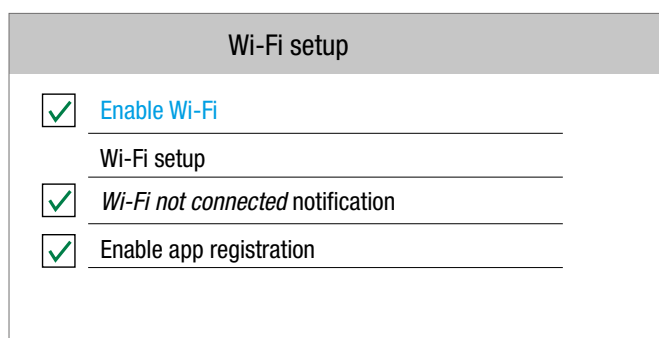 Wi-Fi setup
Enable Wi-Fi
Wi-Fi setup
Wi-Fi not connected notification
Enable app registration